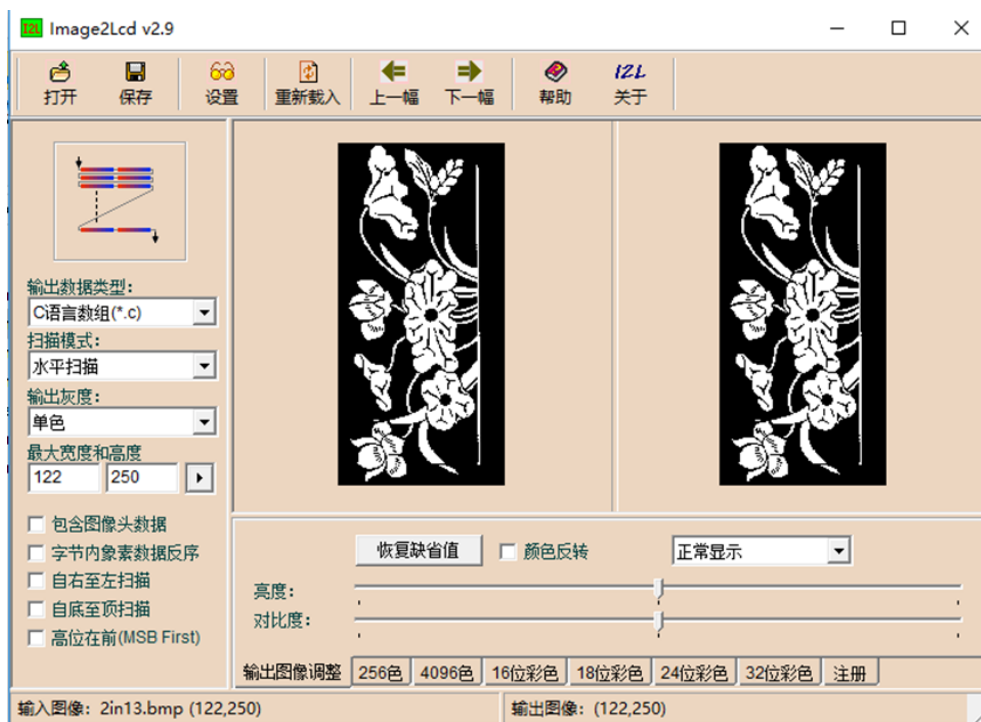 I2L Image2Lcd v2.9
打开 保存 设置 重新载入 上一幅 下一幅 帮助 I2L 关于
输出数据类型:
C语言数组(*.c)
扫描模式:
水平扫描
输出灰度:
单色
最大宽度和高度
122 250
包含图像头数据
字节内象素数据反序
自右至左扫描
自底至顶扫描
高位在前(MSB First)
恢复缺省值 颜色反转 正常显示
亮度:
对比度:
输出图像调整 256色 4096色 16位彩色 18位彩色 24位彩色 32位彩色 注册
输入图像: 2in13.bmp (122,250) 输出图像: (122,250)